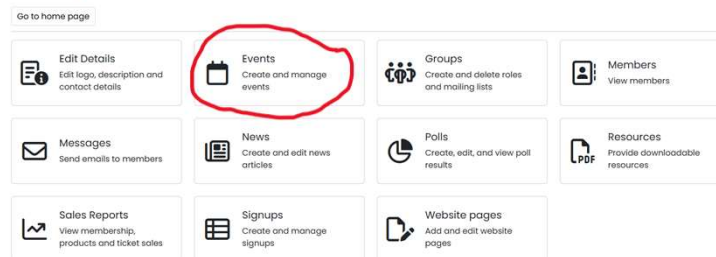 Go to home page
Edit Details
Edit logo, description and
contact details
Events
Create and manage
events
Groups
Create and delete roles
and mailing lists
Members
View members
Messages
Send emails to members
News
Create and edit news
articles
Polls
Create, edit, and view poll
results
PDF
Resources
Provide downloadable
resources
Sales Reports
View membership,
products and ticket sales
Signups
Create and manage
signups
Website pages
Add and edit website
pages